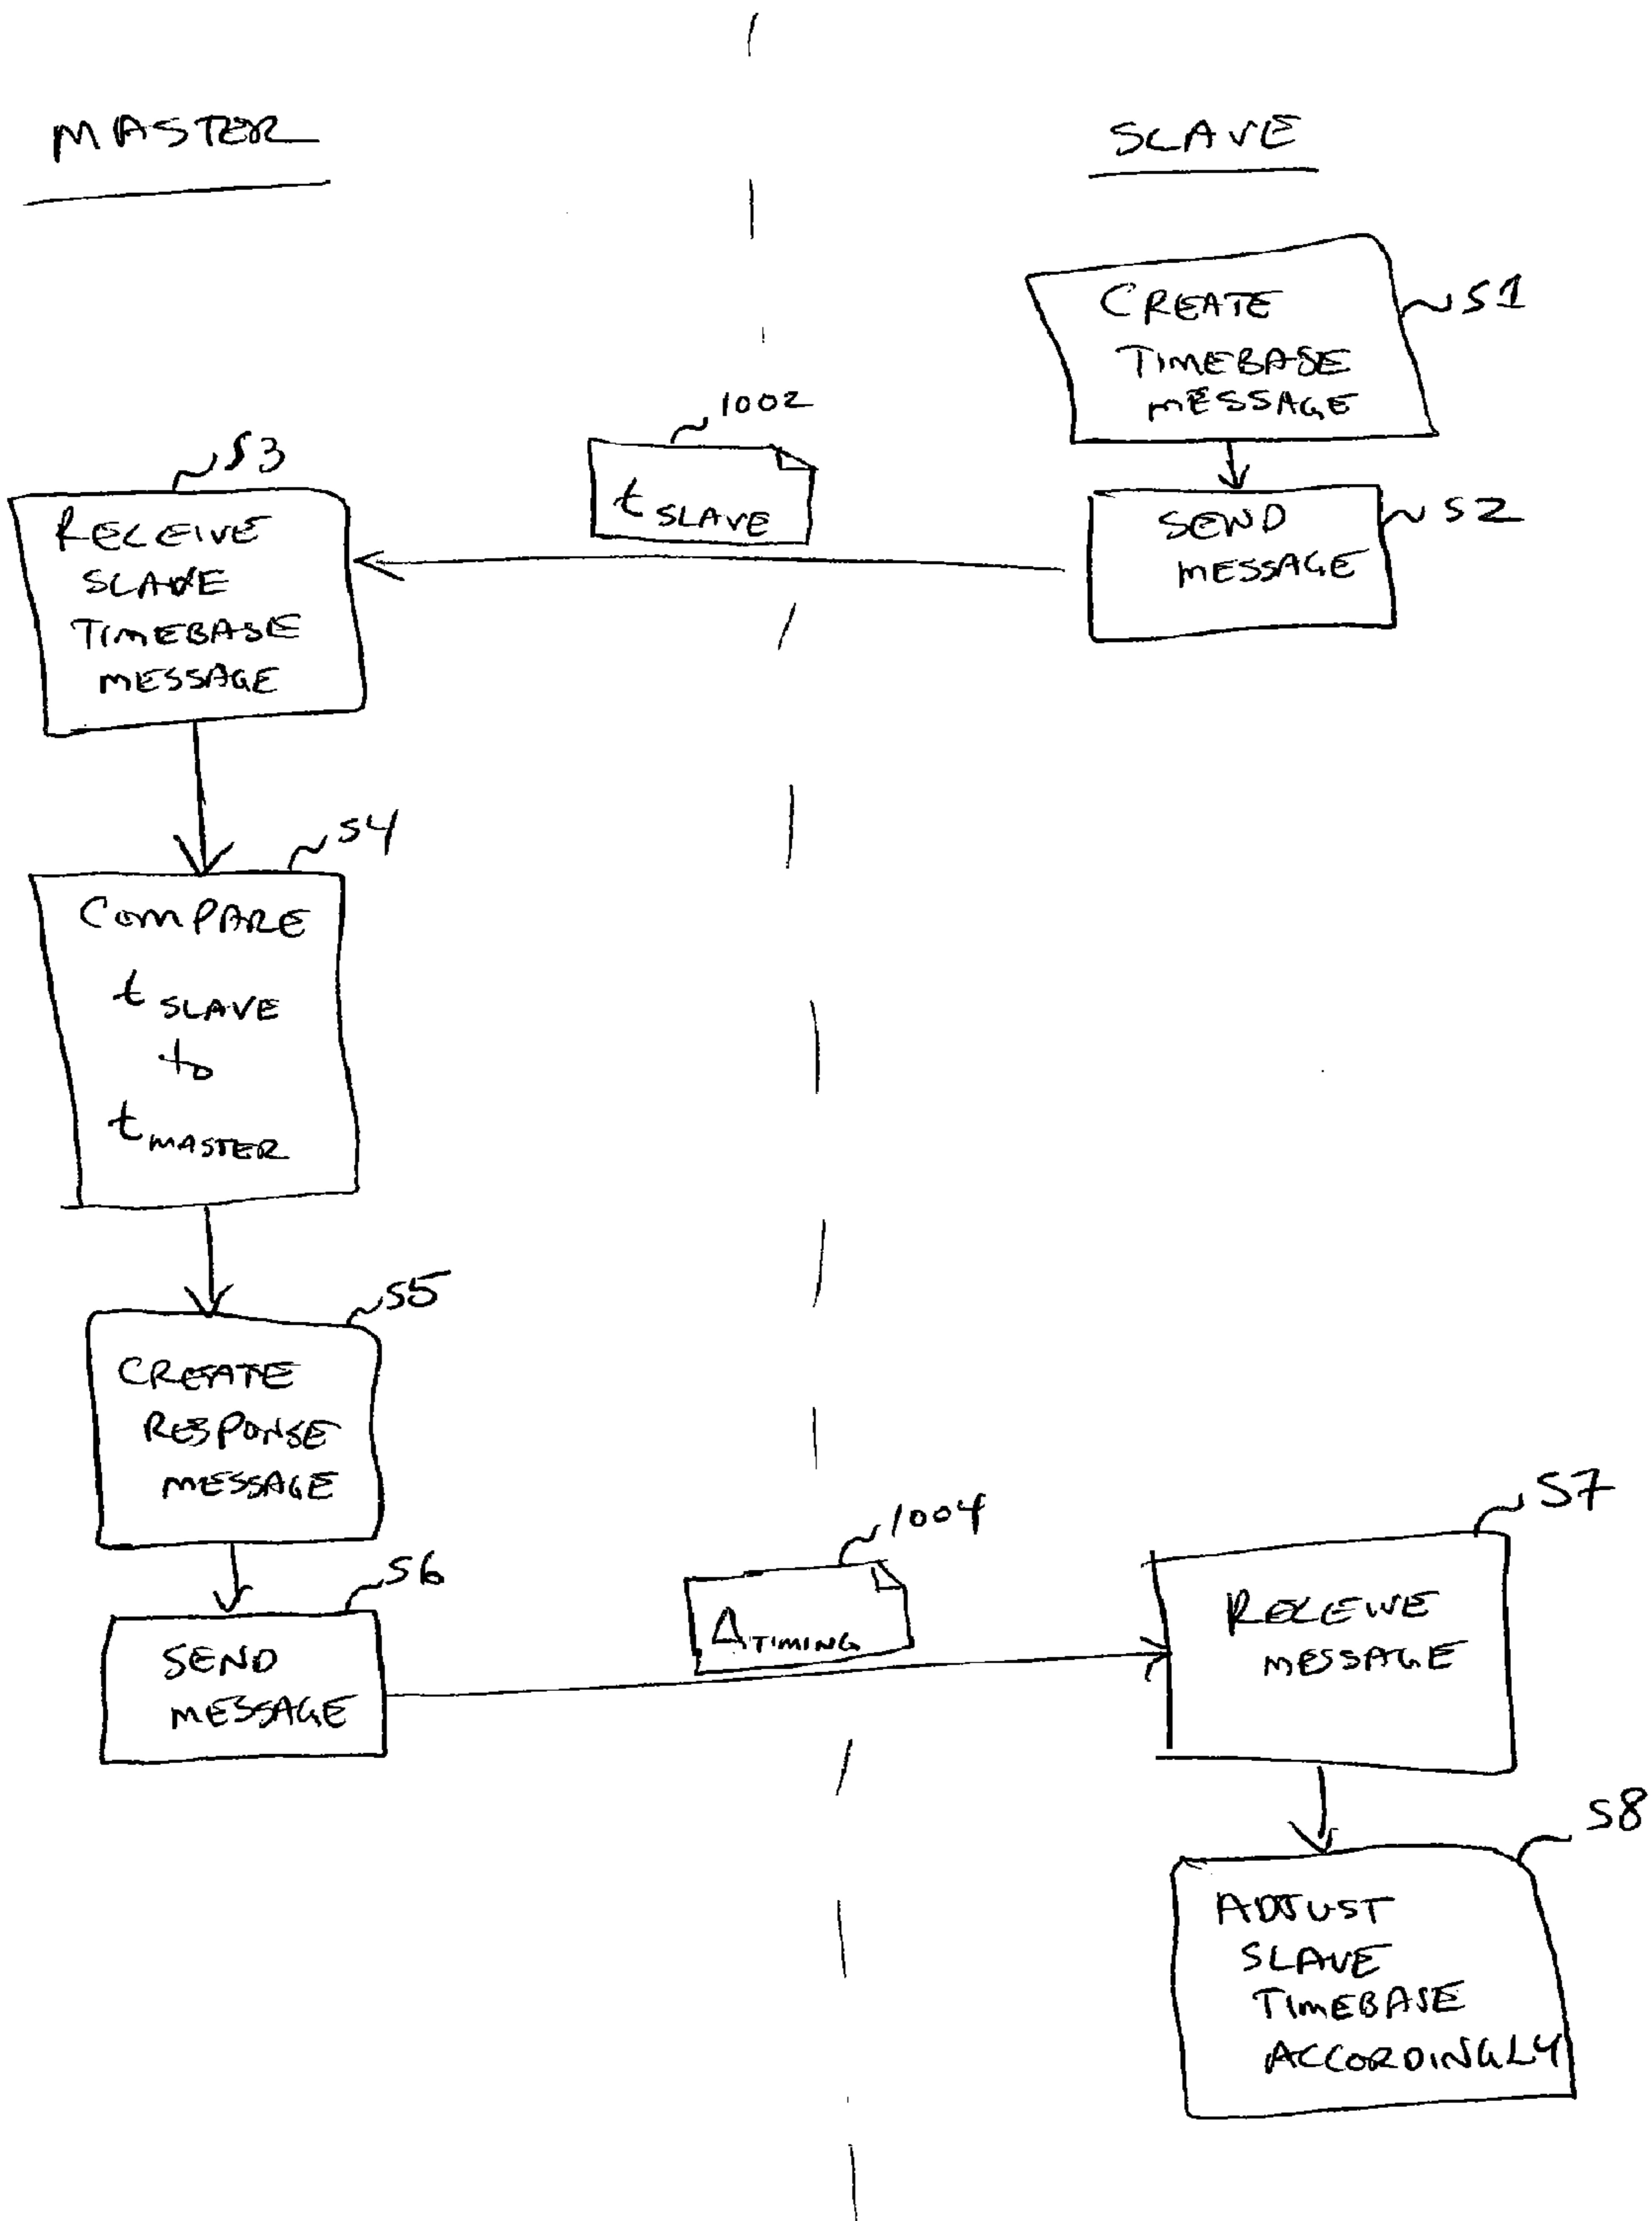 MASTER
SLAVE
CREATE
TIMEBASE
MESSAGE
S1
SEND
MESSAGE
S2
1002
t SLAVE
S3
RECEIVE
SLAVE
TIMEBASE
MESSAGE
S4
COMPARE
t SLAVE
to
t MASTER
S5
CREATE
RESPONSE
MESSAGE
S6
SEND
MESSAGE
1004
Δ TIMING
S7
RECEIVE
MESSAGE
S8
ADJUST
SLAVE
TIMEBASE
ACCORDINGLY